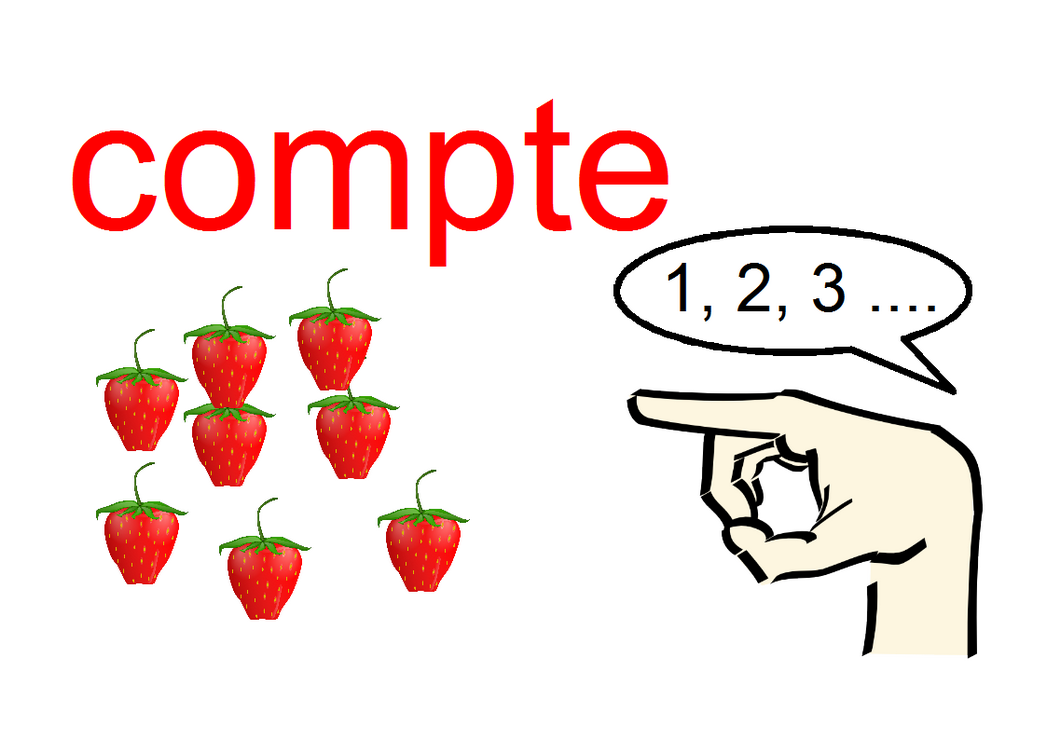 compte
1, 2, 3 ....